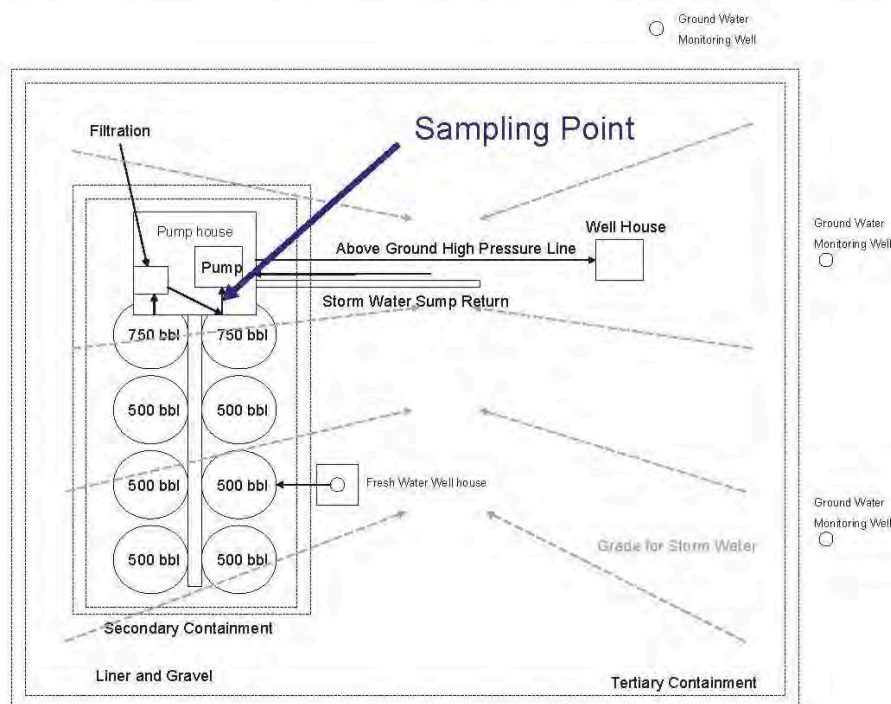 Ground Water
Monitoring Well
Sampling Point
Filtration
Pump house
Pump
Above Ground High Pressure Line
Well House
Storm Water Sump Return
Ground Water
Monitoring Well
750 bbl
750 bbl
500 bbl
500 bbl
500 bbl
500 bbl
Fresh Water Well house
500 bbl
500 bbl
Ground Water
Monitoring Well
Grade for Storm Water
Secondary Containment
Liner and Gravel
Tertiary Containment